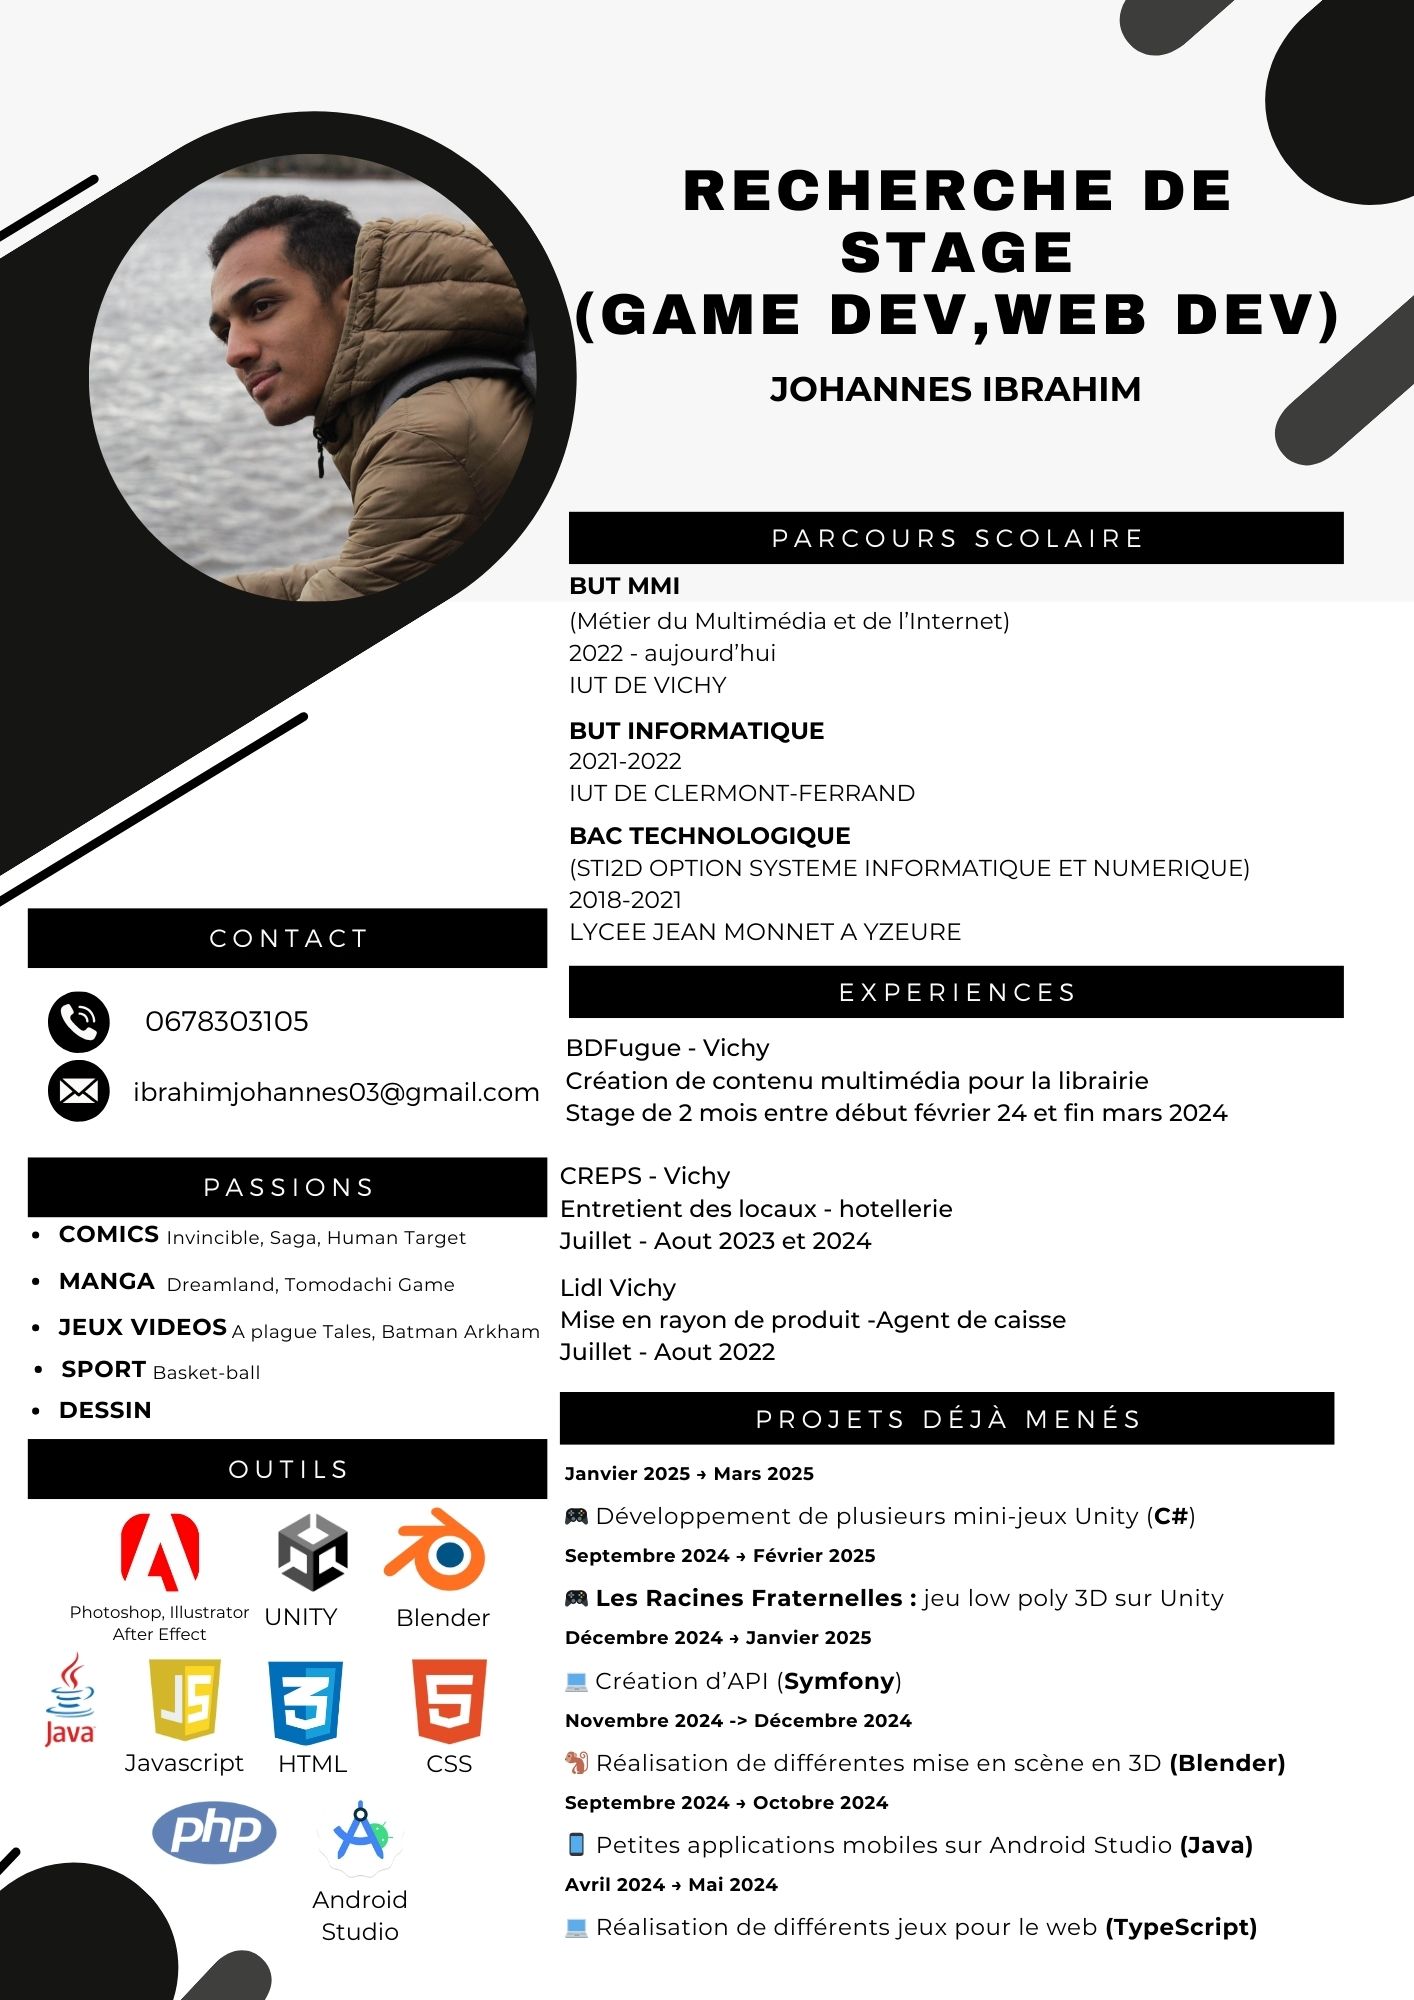 RECHERCHE DE
STAGE
(GAME DEV,WEB DEV)
JOHANNES IBRAHIM
PARCOURS SCOLAIRE
BUT MMI
(Métier du Multimédia et de l’Internet)
2022 - aujourd’hui
IUT DE VICHY
BUT INFORMATIQUE
2021-2022
IUT DE CLERMONT-FERRAND
BAC TECHNOLOGIQUE
(STI2D OPTION SYSTEME INFORMATIQUE ET NUMERIQUE)
2018-2021
LYCEE JEAN MONNET A YZEURE
CONTACT
0678303105
ibrahimjohannes03@gmail.com
PASSIONS
• COMICS Invincible, Saga, Human Target
• MANGA Dreamland, Tomodachi Game
• JEUX VIDEOS A plague Tales, Batman Arkham
• SPORT Basket-ball
• DESSIN
OUTILS
Photoshop, Illustrator
After Effect
UNITY
Blender
Java
JS
3
5
Javascript
HTML
CSS
php
Android
Studio
EXPERIENCES
BDFugue - Vichy
Création de contenu multimédia pour la librairie
Stage de 2 mois entre début février 24 et fin mars 2024
CREPS - Vichy
Entretient des locaux - hotellerie
Juillet - Aout 2023 et 2024
Lidl Vichy
Mise en rayon de produit -Agent de caisse
Juillet - Aout 2022
PROJETS DÉJÀ MENÉS
Janvier 2025 → Mars 2025
🎮 Développement de plusieurs mini-jeux Unity (C#)
Septembre 2024 → Février 2025
🎮 Les Racines Fraternelles : jeu low poly 3D sur Unity
Décembre 2024 → Janvier 2025
💻 Création d’API (Symfony)
Novembre 2024 -> Décembre 2024
🐒 Réalisation de différentes mise en scène en 3D (Blender)
Septembre 2024 → Octobre 2024
📱 Petites applications mobiles sur Android Studio (Java)
Avril 2024 → Mai 2024
💻 Réalisation de différents jeux pour le web (TypeScript)